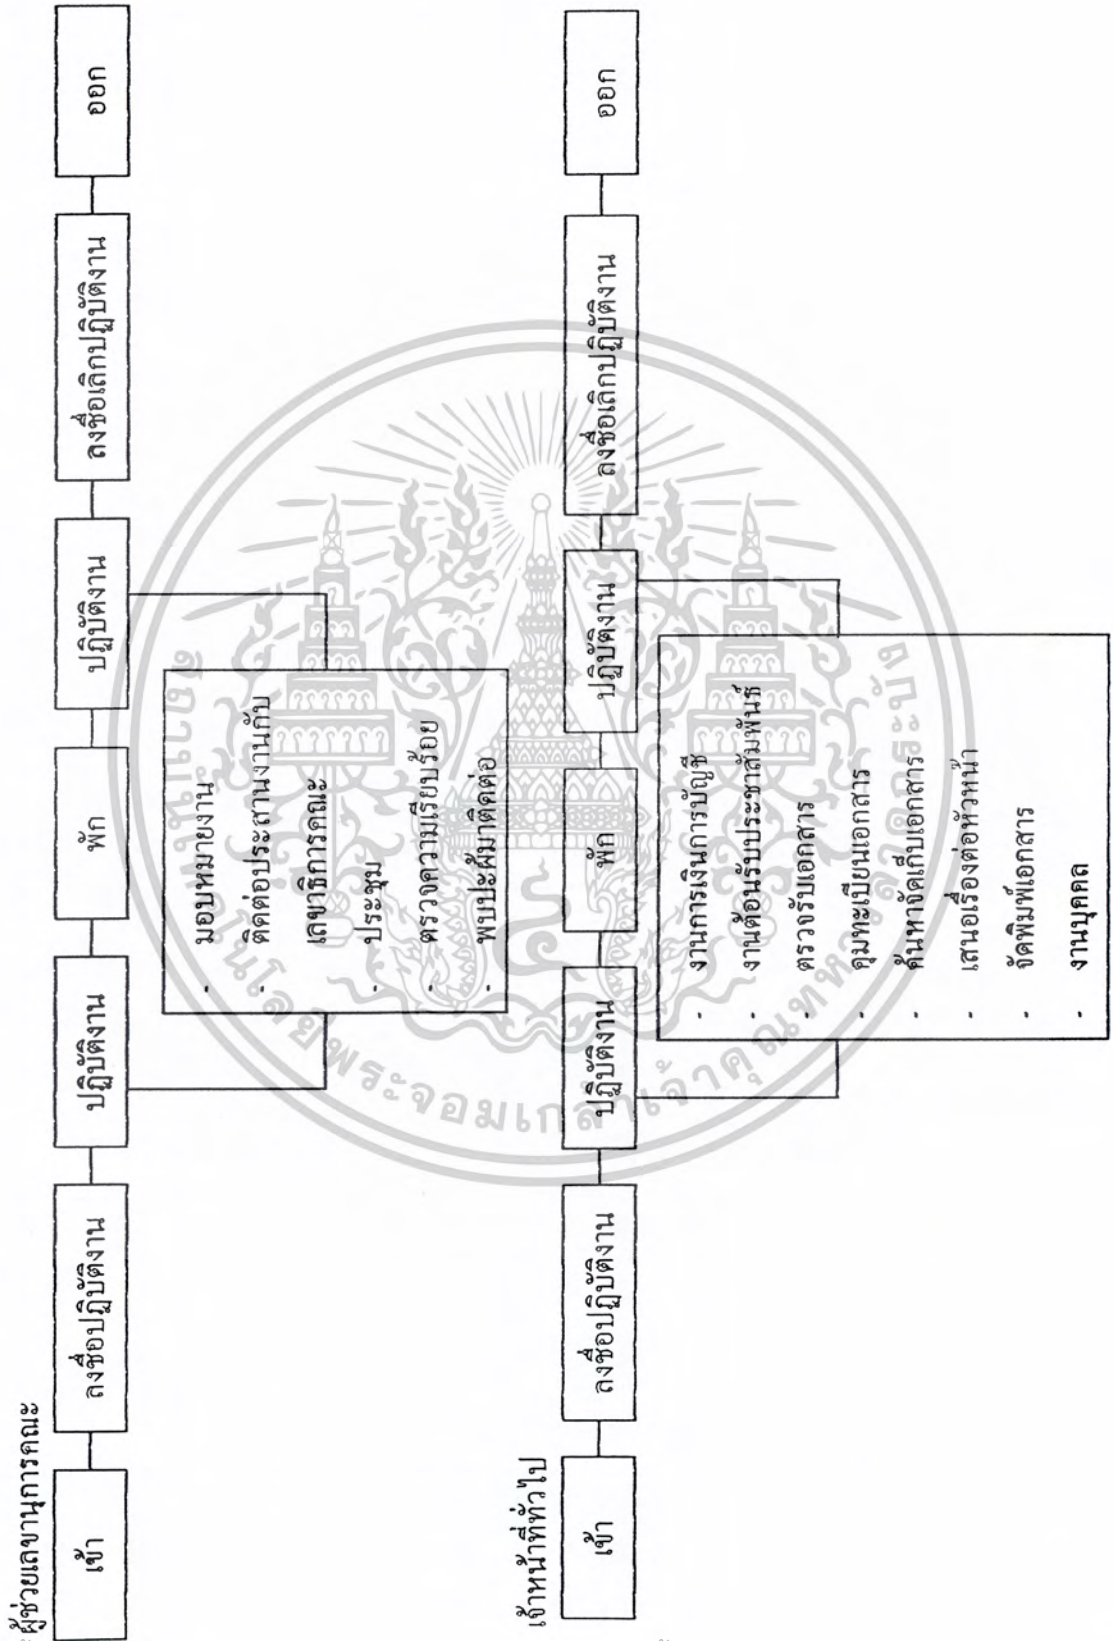 ผู้ช่วยเลขานุการคณะ
เข้า
ลงชื่อปฏิบัติงาน
ปฏิบัติงาน
พัก
ปฏิบัติงาน
ลงชื่อเลิกปฏิบัติงาน
ออก
- มอบหมายงาน
- ติดต่อประสานงานกับ
เลขาธิการคณะ
- ประชุม
- ตรวจความเรียบร้อย
- พบปะผู้มาติดต่อ
เจ้าหน้าที่ทั่วไป
เข้า
ลงชื่อปฏิบัติงาน
ปฏิบัติงาน
พัก
ปฏิบัติงาน
ลงชื่อเลิกปฏิบัติงาน
ออก
- งานการเงินการบัญชี
- งานต้อนรับประชาสัมพันธ์
- ตรวจรับเอกสาร
- คุมทะเบียนเอกสาร
- ค้นหาจัดเก็บเอกสาร
- เสนอเรื่องต่อหัวหน้า
- จัดพิมพ์เอกสาร
- งานบุคคล